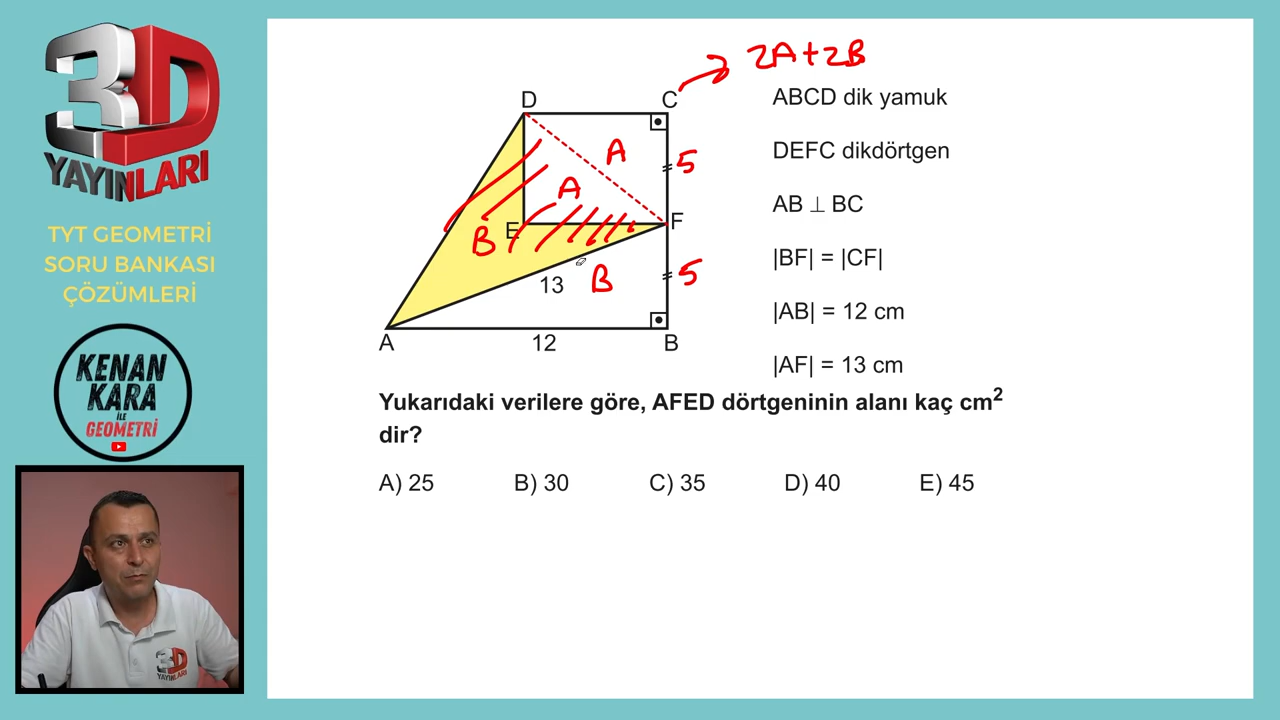 3D
YAYINLARI
TYT GEOMETRİ
SORU BANKASI
ÇÖZÜMLERİ
KENAN
KARA
İLE
GEOMETRİ
3D
YAYINLARI
2A+2B
D
C
A
5
A
E
F
B
B
5
13
A
12
B
ABCD dik yamuk
DEFC dikdörtgen
AB ⊥ BC
|BF| = |CF|
|AB| = 12 cm
|AF| = 13 cm
Yukarıdaki verilere göre, AFED dörtgeninin alanı kaç cm²
dir?
A) 25 B) 30 C) 35 D) 40 E) 45